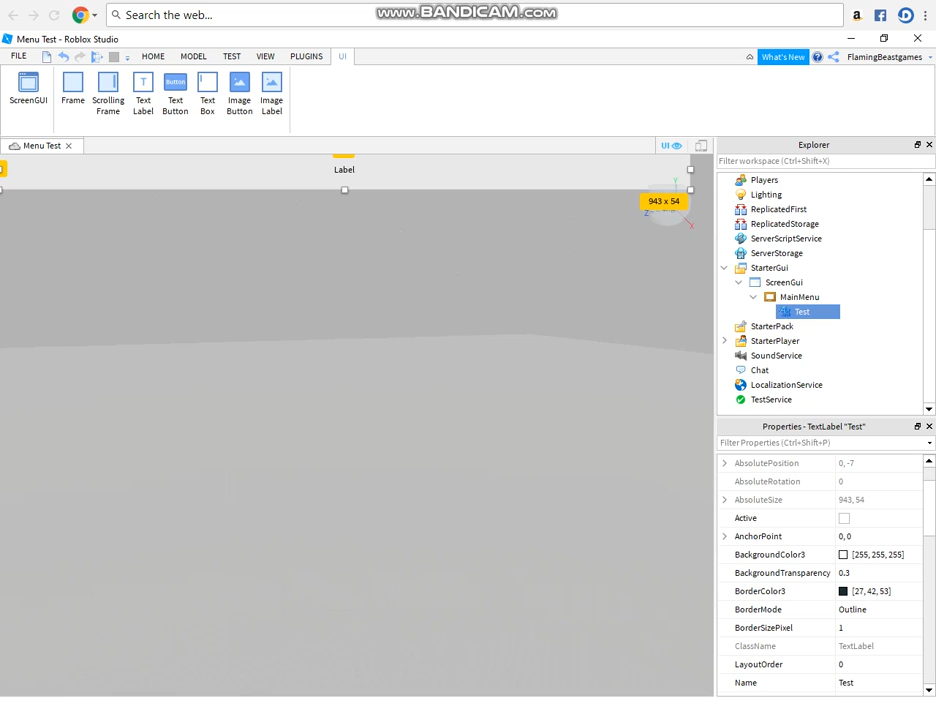 Search the web...
www.BANDICAM.com
Menu Test - Roblox Studio
FILE HOME MODEL TEST VIEW PLUGINS UI What's New FlamingBeastgames
ScreenGUI Frame Scrolling Frame Text Label Text Button Text Box Image Button Image Label
T
Button
Menu Test
UI
Explorer
Filter workspace (Ctrl+Shift+X)
Label
Y
943 x 54
Z
X
Players
Lighting
ReplicatedFirst
ReplicatedStorage
ServerScriptService
ServerStorage
StarterGui
ScreenGui
MainMenu
Test
StarterPack
StarterPlayer
SoundService
Chat
LocalizationService
TestService
Properties - TextLabel "Test"
Filter Properties (Ctrl+Shift+P)
AbsolutePosition 0, -7
AbsoluteRotation 0
AbsoluteSize 943, 54
Active
AnchorPoint 0, 0
BackgroundColor3 [255, 255, 255]
BackgroundTransparency 0.3
BorderColor3 [27, 42, 53]
BorderMode Outline
BorderSizePixel 1
ClassName TextLabel
LayoutOrder 0
Name Test